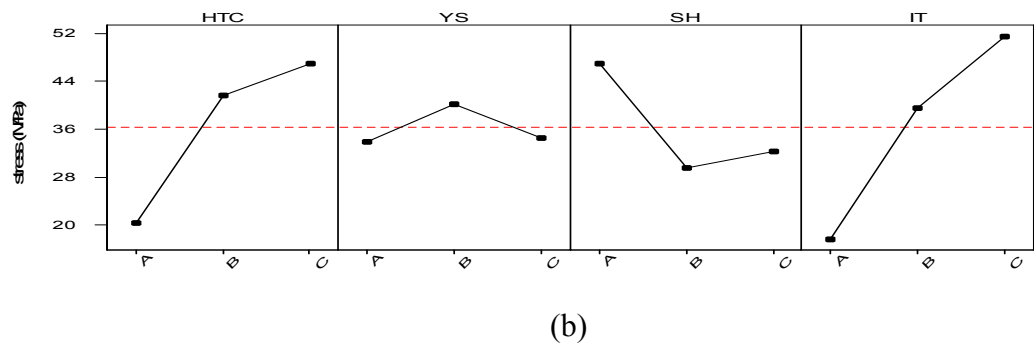 HTC YS SH IT
52
44
36
28
20
stress (MPa)
A B C A B C A B C A B C
(b)